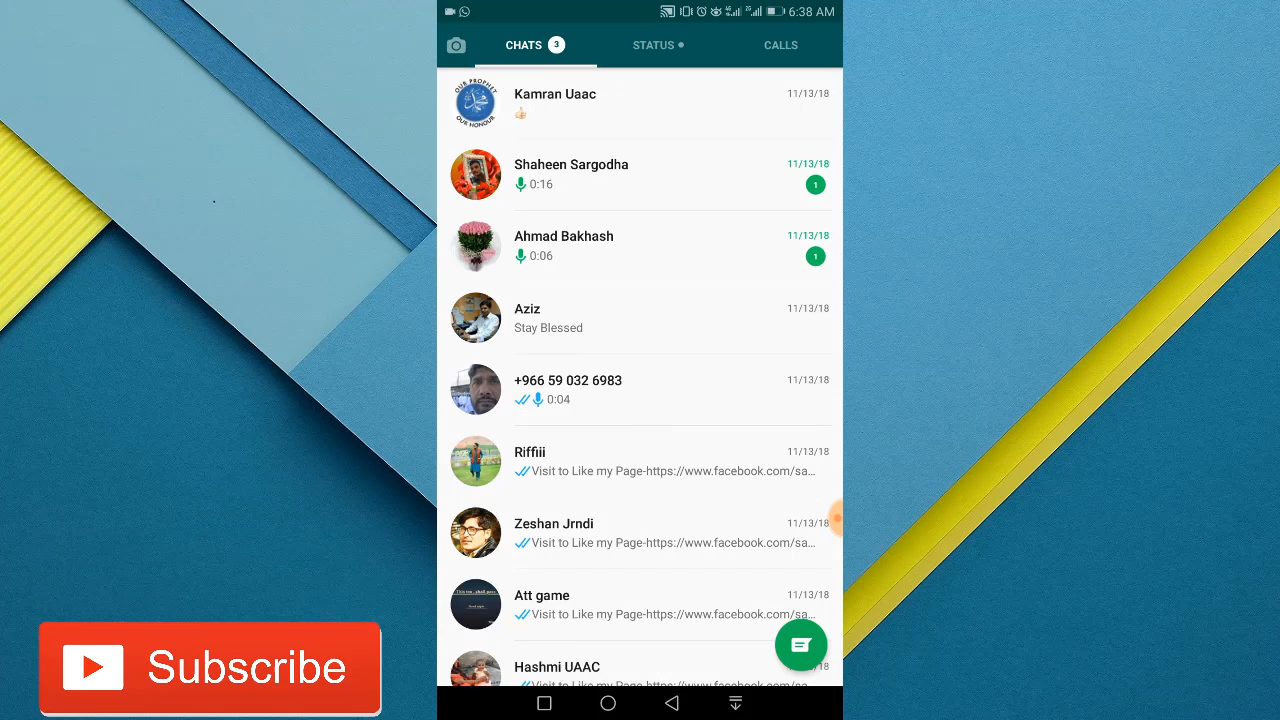 6:38 AM
CHATS 3
STATUS
CALLS
OUR PROPHET
OUR HONOUR
Kamran Uaac
11/13/18
👍
Shaheen Sargodha
11/13/18
0:16
1
Ahmad Bakhash
11/13/18
0:06
1
Aziz
11/13/18
Stay Blessed
+966 59 032 6983
11/13/18
0:04
Riffiii
11/13/18
Visit to Like my Page-https://www.facebook.com/sa...
Zeshan Jrndi
11/13/18
Visit to Like my Page-https://www.facebook.com/sa...
Att game
11/13/18
Visit to Like my Page-https://www.facebook.com/sa...
Hashmi UAAC
Subscribe